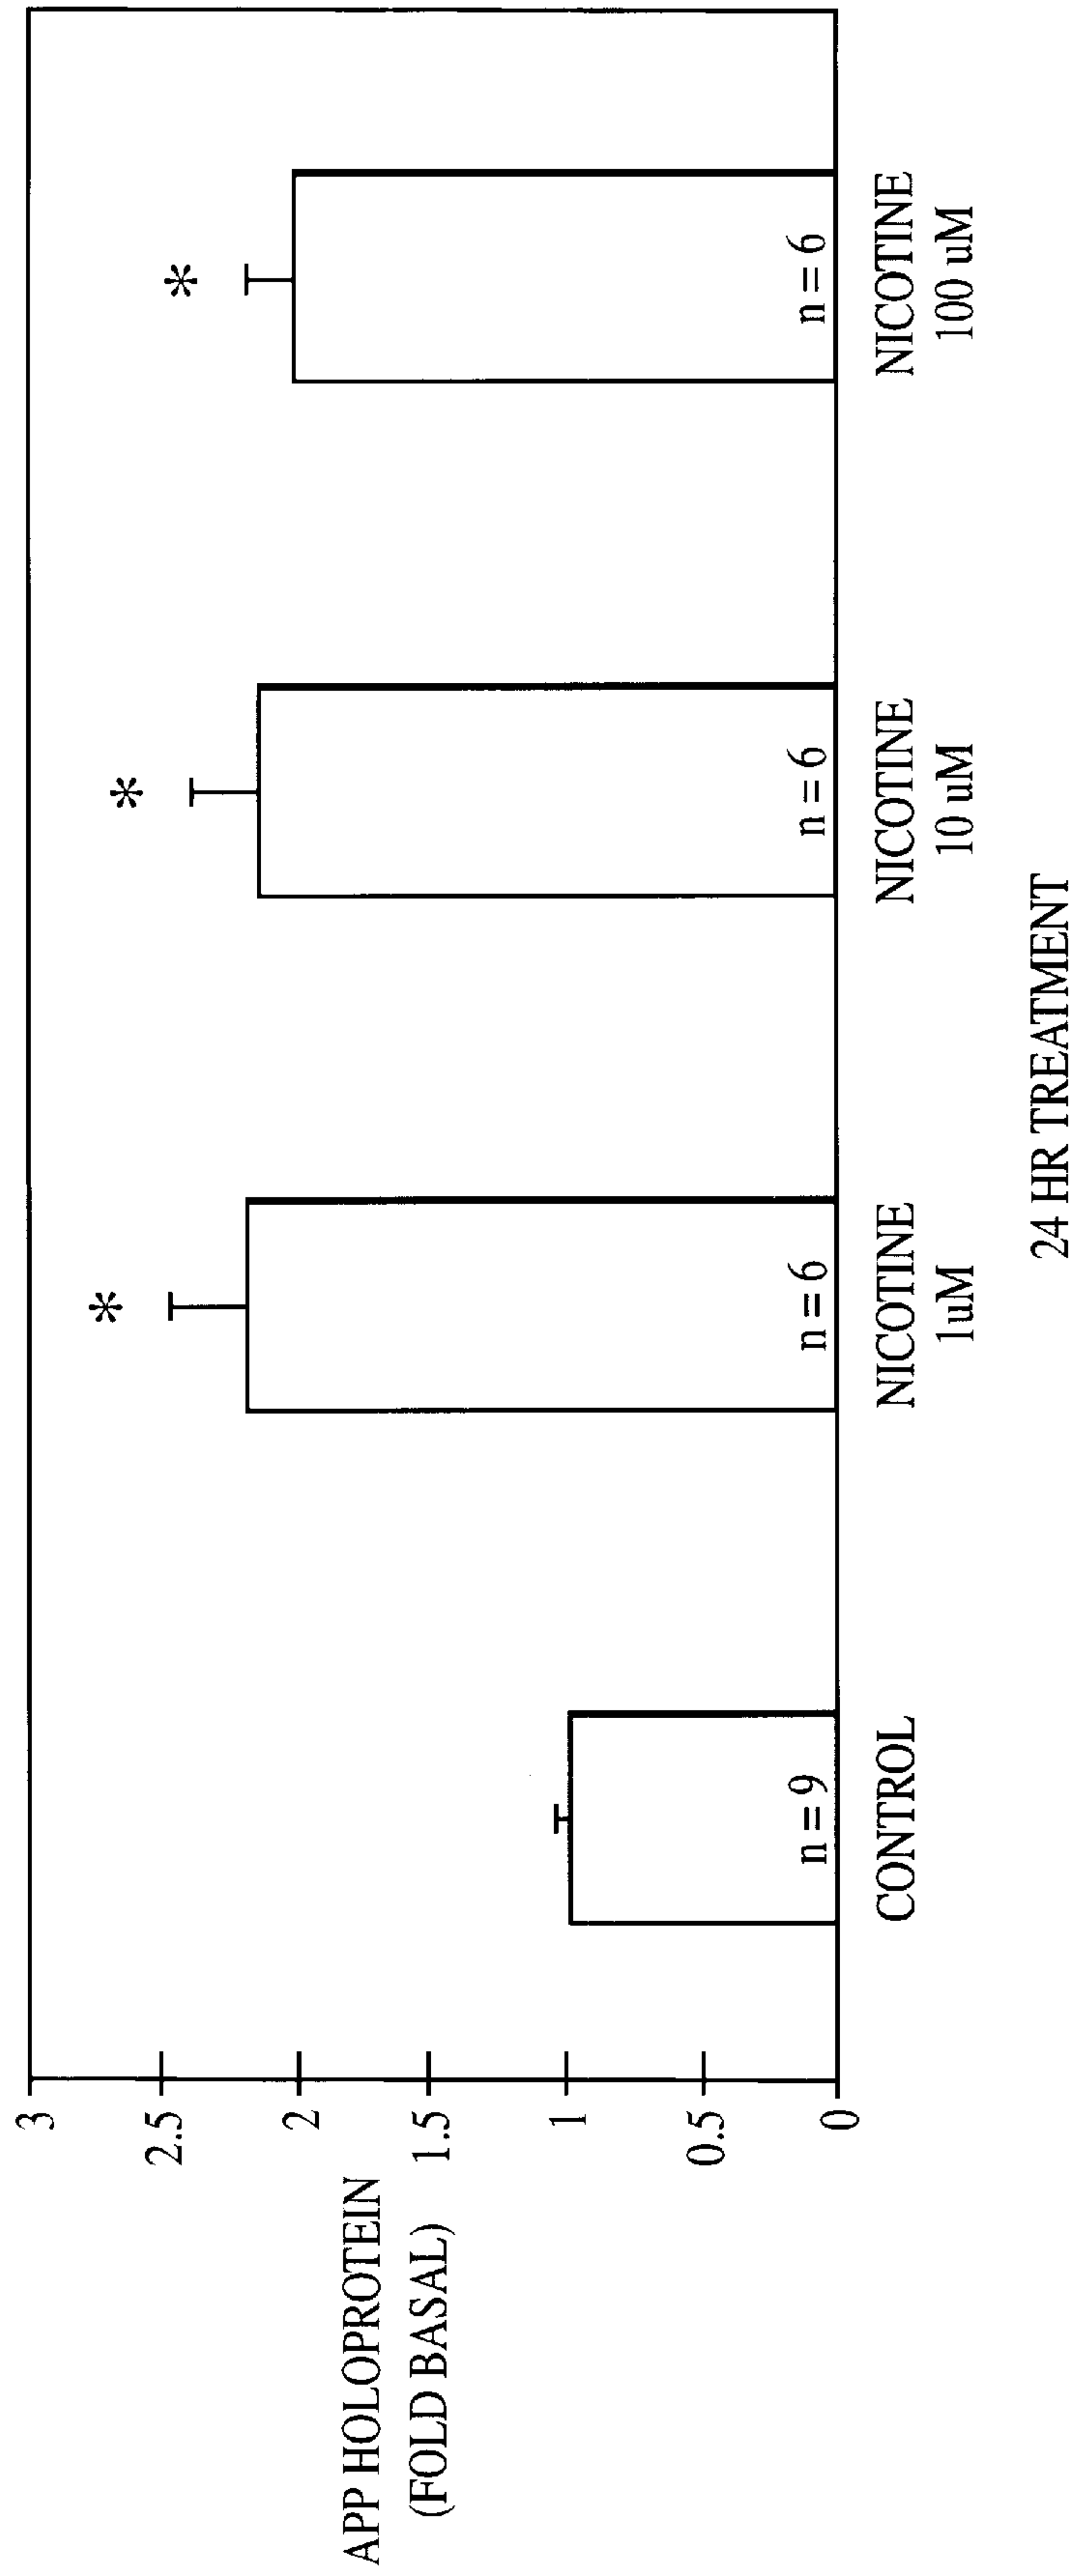 APP HOLOPROTEIN
(FOLD BASAL)
3
2.5
2
1.5
1
0.5
0
*
*
*
n = 9
n = 6
n = 6
n = 6
CONTROL
NICOTINE
1uM
NICOTINE
10 uM
NICOTINE
100 uM
24 HR TREATMENT